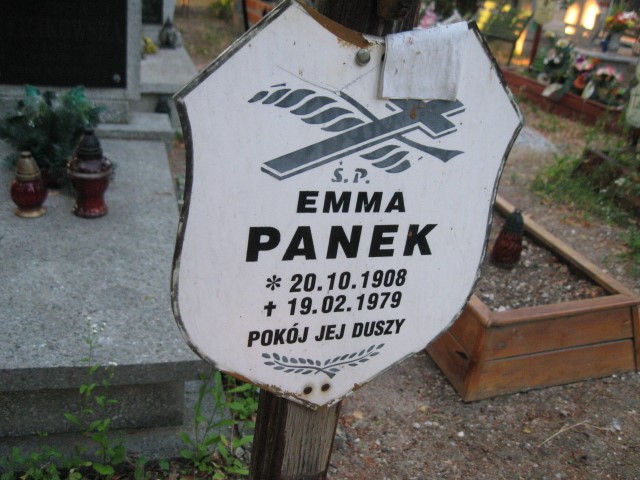 Ś.P.
EMMA
PANEK
* 20.10.1908
✝ 19.02.1979
POKÓJ JEJ DUSZY